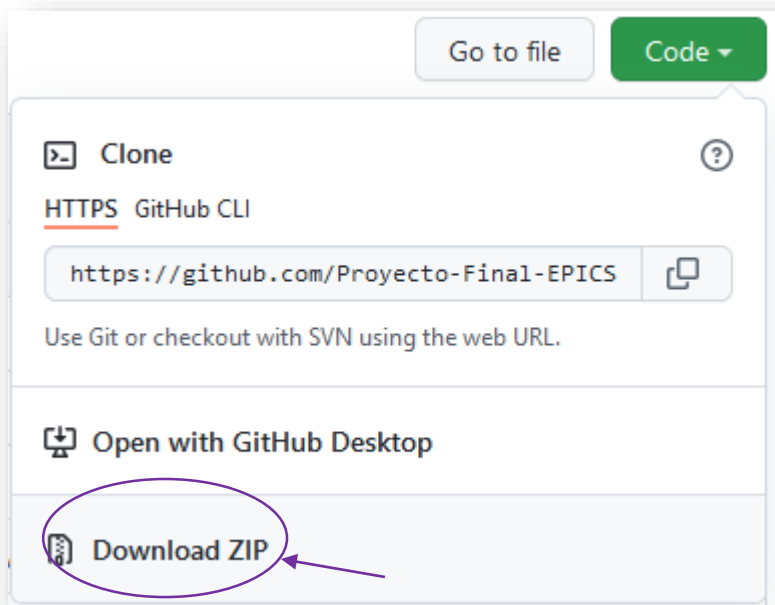 Go to file
Code
Clone
HTTPS GitHub CLI
https://github.com/Proyecto-Final-EPICS
Use Git or checkout with SVN using the web URL.
Open with GitHub Desktop
Download ZIP